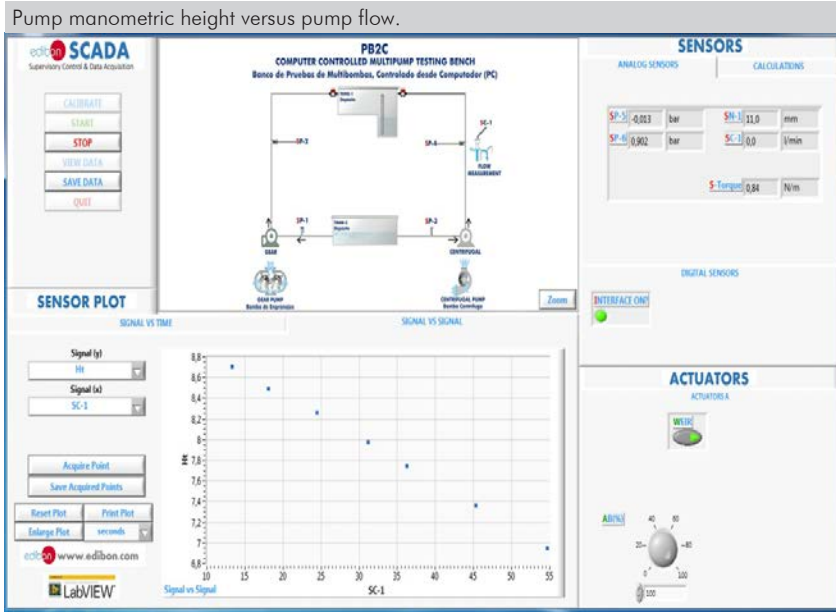 Pump manometric height versus pump flow.
edibon SCADA
Supervisory Control & Data Acquisition
CALIBRATE
START
STOP
VIEW DATA
SAVE DATA
QUIT
PB2C
COMPUTER CONTROLLED MULTIPUMP TESTING BENCH
Banco de Pruebas de Multibombas, Controlado desde Computador (PC)
SC-1
SP-3
SP-4
FLOW
MEASUREMENT
SP-1
SP-2
GEAR
CENTRIFUGAL
GEAR PUMP
Bomba de Engranajes
CENTRIFUGAL PUMP
Bomba Centrífuga
Zoom
SENSORS
ANALOG SENSORS
CALCULATIONS
SP-5 -0,013 bar
SN-1 11,0 mm
SP-6 0,902 bar
SC-1 0,0 l/min
S-Torque 0,84 N/m
DIGITAL SENSORS
INTERFACE ON?
SENSOR PLOT
SIGNAL VS TIME
SIGNAL VS SIGNAL
Signal (y)
Ht
Signal (x)
SC-1
Acquire Point
Save Acquired Points
Reset Plot
Print Plot
Enlarge Plot
seconds
edibon www.edibon.com
LabVIEW
8,8
8,6
8,4
8,2
8
7,8
7,6
7,4
7,2
7
6,8
Ht
10 15 20 25 30 35 40 45 50 55
Signal vs Signal
SC-1
ACTUATORS
ACTUATORS A
WEIR
AB(%)
40 60
20 80
0 100
100